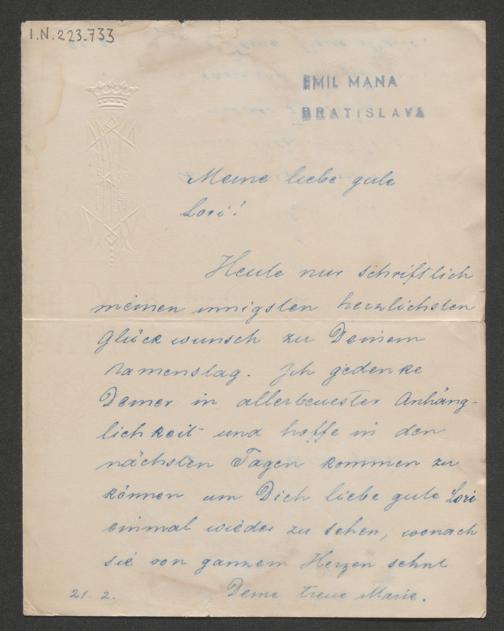 I.N. 223.733
EMIL MANA
BRATISLAVA
Meine liebe gute
Lori!
Heute nur schriftlich
meinen innigsten herzlichsten
Glückwunsch zu Deinem
Namenstag. Ich gedenke
Deiner in allertreuester Anhäng-
lichkeit und hoffe in den
nächsten Tagen kommen zu
können um Dich liebe gute Lori
einmal wieder zu sehen, wonach
sie von ganzem Herzen sehnt
21. 2. Deine treue Marie.